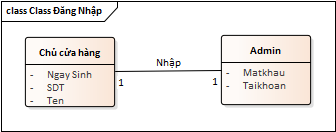 class Class Đăng Nhập
Chủ cửa hàng
- Ngay Sinh
- SDT
- Ten
Nhập
1
1
Admin
- Matkhau
- Taikhoan